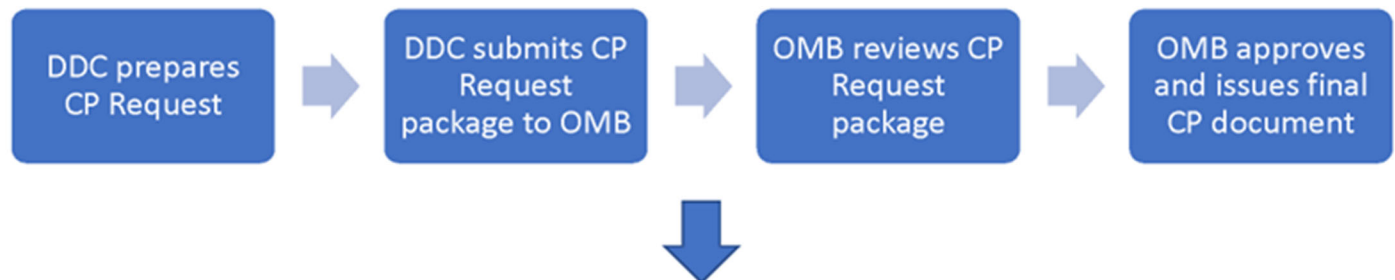 DDC prepares
CP Request
DDC submits CP
Request
package to OMB
OMB reviews CP
Request
package
OMB approves
and issues final
CP document